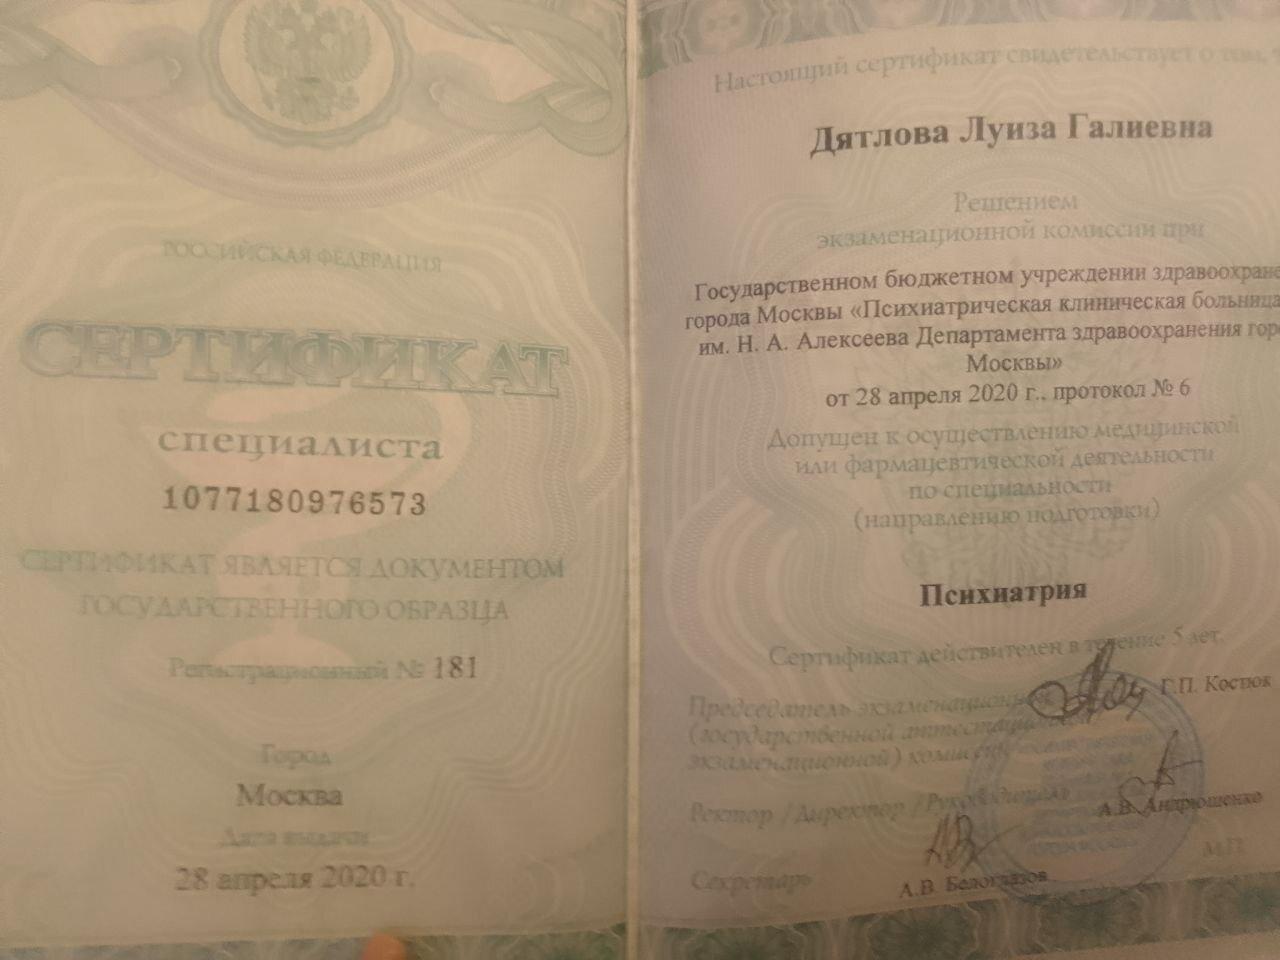 РОССИЙСКАЯ ФЕДЕРАЦИЯ
СЕРТИФИКАТ
специалиста
1077180976573
СЕРТИФИКАТ ЯВЛЯЕТСЯ ДОКУМЕНТОМ
ГОСУДАРСТВЕННОГО ОБРАЗЦА
Регистрационный № 181
Город
Москва
Дата выдачи
28 апреля 2020 г.
Настоящий сертификат свидетельствует о том,
Дятлова Луиза Галиевна
Решением
экзаменационной комиссии при
Государственном бюджетном учреждении здравоохране
города Москвы «Психиатрическая клиническая больница
им. Н. А. Алексеева Департамента здравоохранения горо
Москвы»
от 28 апреля 2020 г., протокол № 6
Допущен к осуществлению медицинской
или фармацевтической деятельности
по специальности
(направлению подготовки)
Психиатрия
Сертификат действителен в течение 5 лет.
Председатель экзаменационной
(государственной аттестационной
экзаменационной) комиссии
Г.П. Костюк
Ректор /Директор /Руководитель
А.В. Андрющенко
Секретарь
А.В. Белоглазов
М.П.